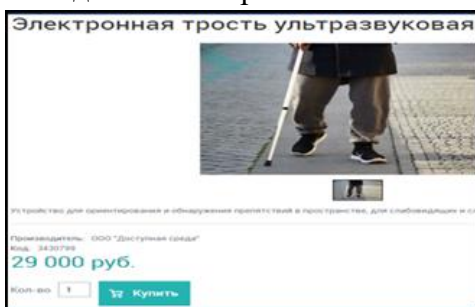 Электронная трость ультразвуковая
Устройство для ориентирования и обнаружения препятствий в пространстве, для слабовидящих и
Производитель: ООО "Доступная среда"
Код: 3430799
29 000 руб.
Кол-во 1 Купить